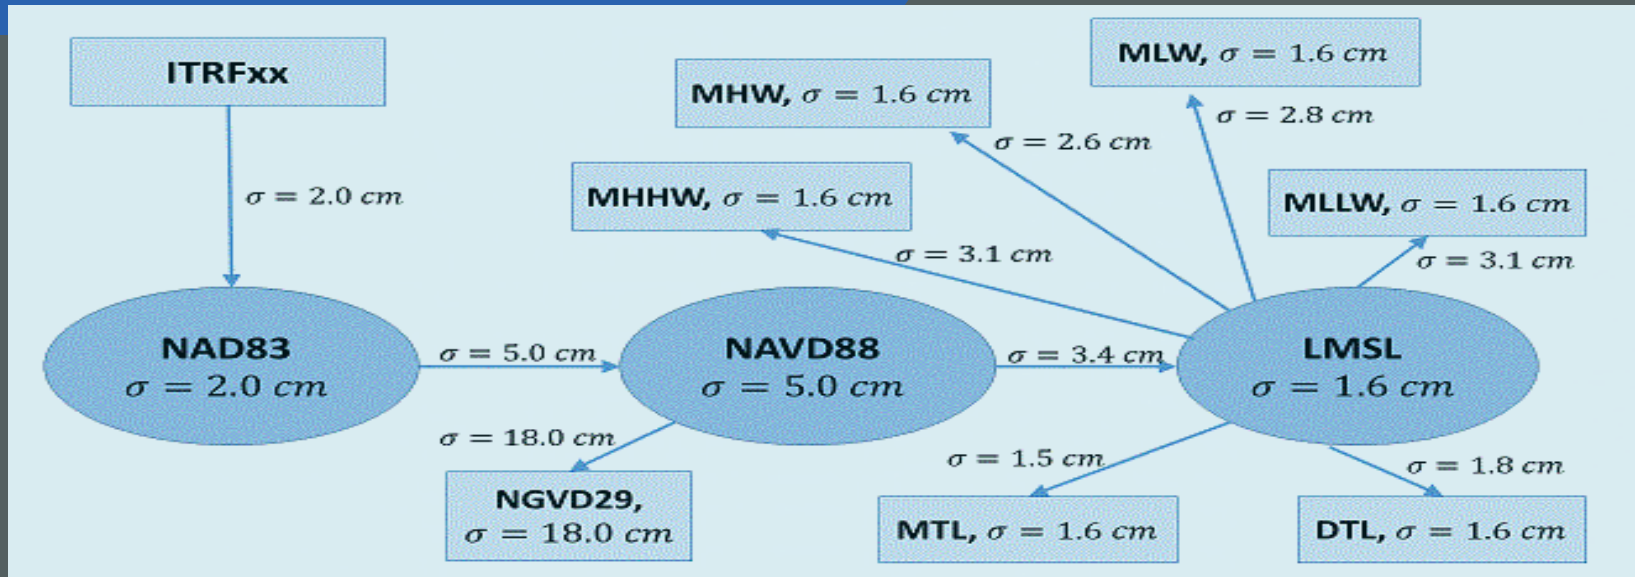 ITRFxx
MLW, σ = 1.6 cm
MHW, σ = 1.6 cm
σ = 2.8 cm
σ = 2.6 cm
σ = 2.0 cm
MHHW, σ = 1.6 cm
MLLW, σ = 1.6 cm
σ = 3.1 cm
σ = 3.1 cm
NAD83
σ = 2.0 cm
σ = 5.0 cm
NAVD88
σ = 5.0 cm
σ = 3.4 cm
LMSL
σ = 1.6 cm
σ = 18.0 cm
σ = 1.5 cm
σ = 1.8 cm
NGVD29,
σ = 18.0 cm
MTL, σ = 1.6 cm
DTL, σ = 1.6 cm